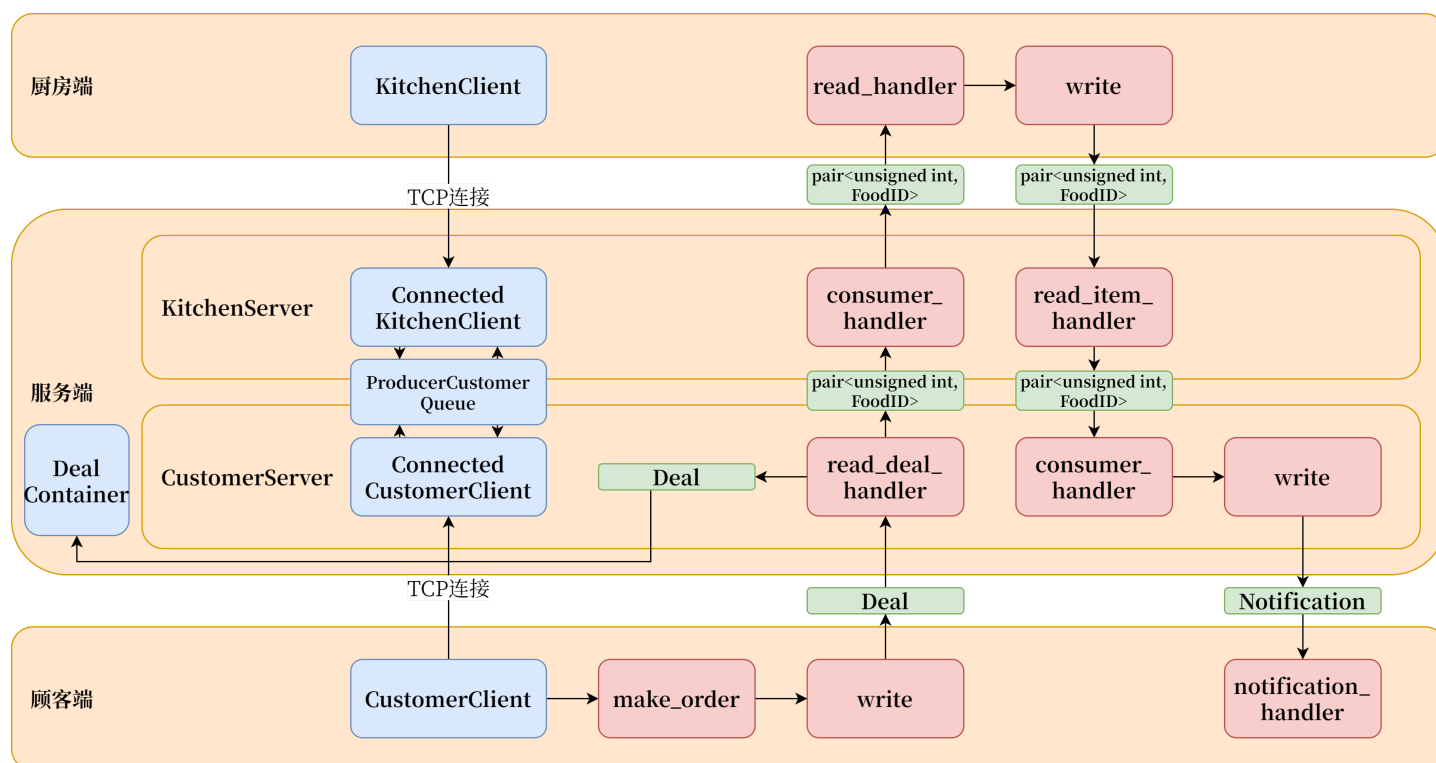 厨房端
KitchenClient
read_handler
write
pair<unsigned int,
FoodID>
pair<unsigned int,
FoodID>
TCP连接
KitchenServer
Connected
KitchenClient
consumer_
handler
read_item_
handler
服务端
ProducerCustomer
Queue
pair<unsigned int,
FoodID>
pair<unsigned int,
FoodID>
Deal
Container
CustomerServer
Connected
CustomerClient
Deal
read_deal_
handler
consumer_
handler
write
TCP连接
Deal
Notification
顾客端
CustomerClient
make_order
write
notification_
handler